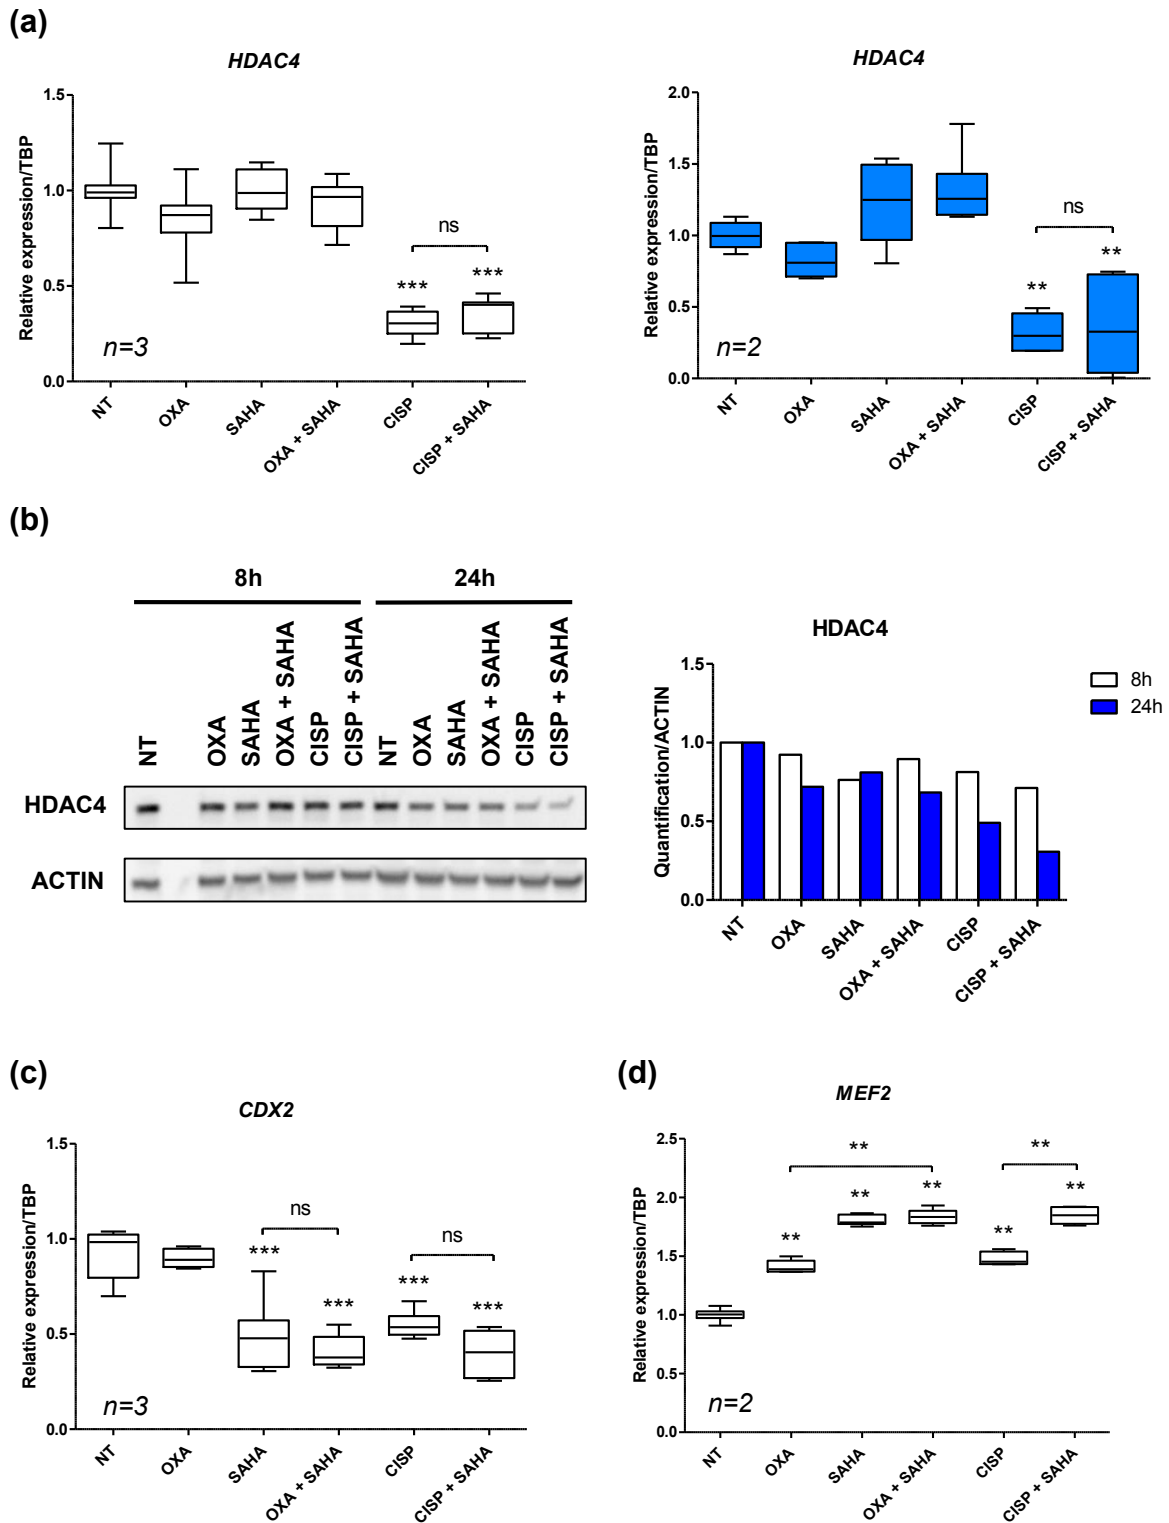 (a)
HDAC4
Relative expression/TBP
1.5
1.0
0.5
0.0
ns
***
***
n=3
NT
OXA
SAHA
OXA + SAHA
CISP
CISP + SAHA
HDAC4
Relative expression/TBP
2.0
1.5
1.0
0.5
0.0
ns
**
**
n=2
NT
OXA
SAHA
OXA + SAHA
CISP
CISP + SAHA
(b)
8h
24h
NT
OXA
SAHA
OXA + SAHA
CISP
CISP + SAHA
NT
OXA
SAHA
OXA + SAHA
CISP
CISP + SAHA
HDAC4
ACTIN
HDAC4
Quantification/ACTIN
1.5
1.0
0.5
0.0
8h
24h
NT
OXA
SAHA
OXA + SAHA
CISP
CISP + SAHA
(c)
CDX2
Relative expression/TBP
1.5
1.0
0.5
0.0
ns
ns
***
***
***
***
n=3
NT
OXA
SAHA
OXA + SAHA
CISP
CISP + SAHA
(d)
MEF2
Relative expression/TBP
2.5
2.0
1.5
1.0
0.5
0.0
**
**
**
**
**
**
**
n=2
NT
OXA
SAHA
OXA + SAHA
CISP
CISP + SAHA